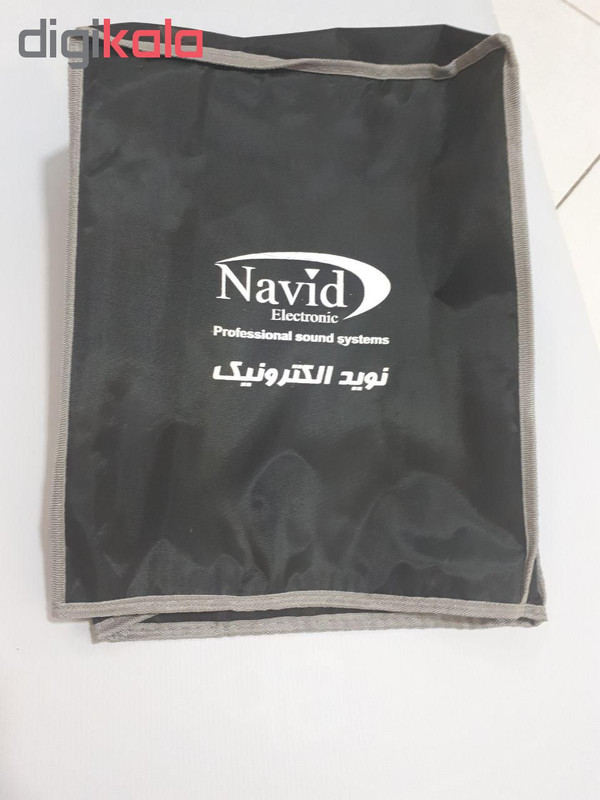 digikala
Navid
Electronic
Professional sound systems
نوید الکترونیک